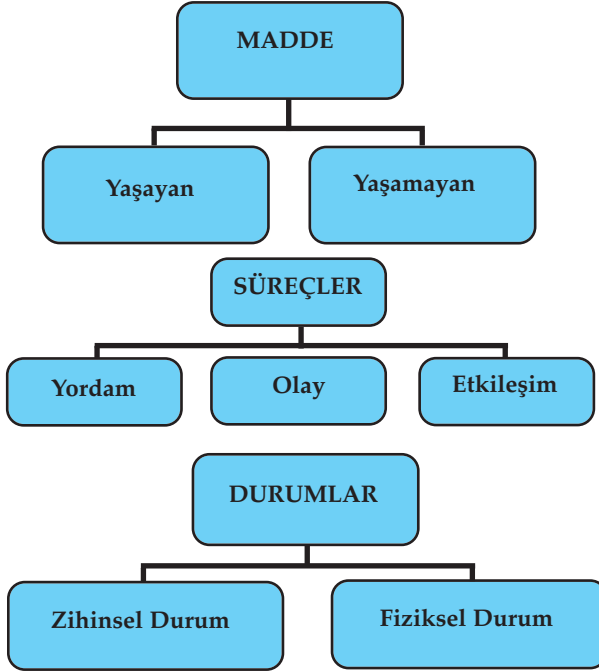 MADDE
Yaşayan
Yaşamayan
SÜREÇLER
Yordam
Olay
Etkileşim
DURUMLAR
Zihinsel Durum
Fiziksel Durum